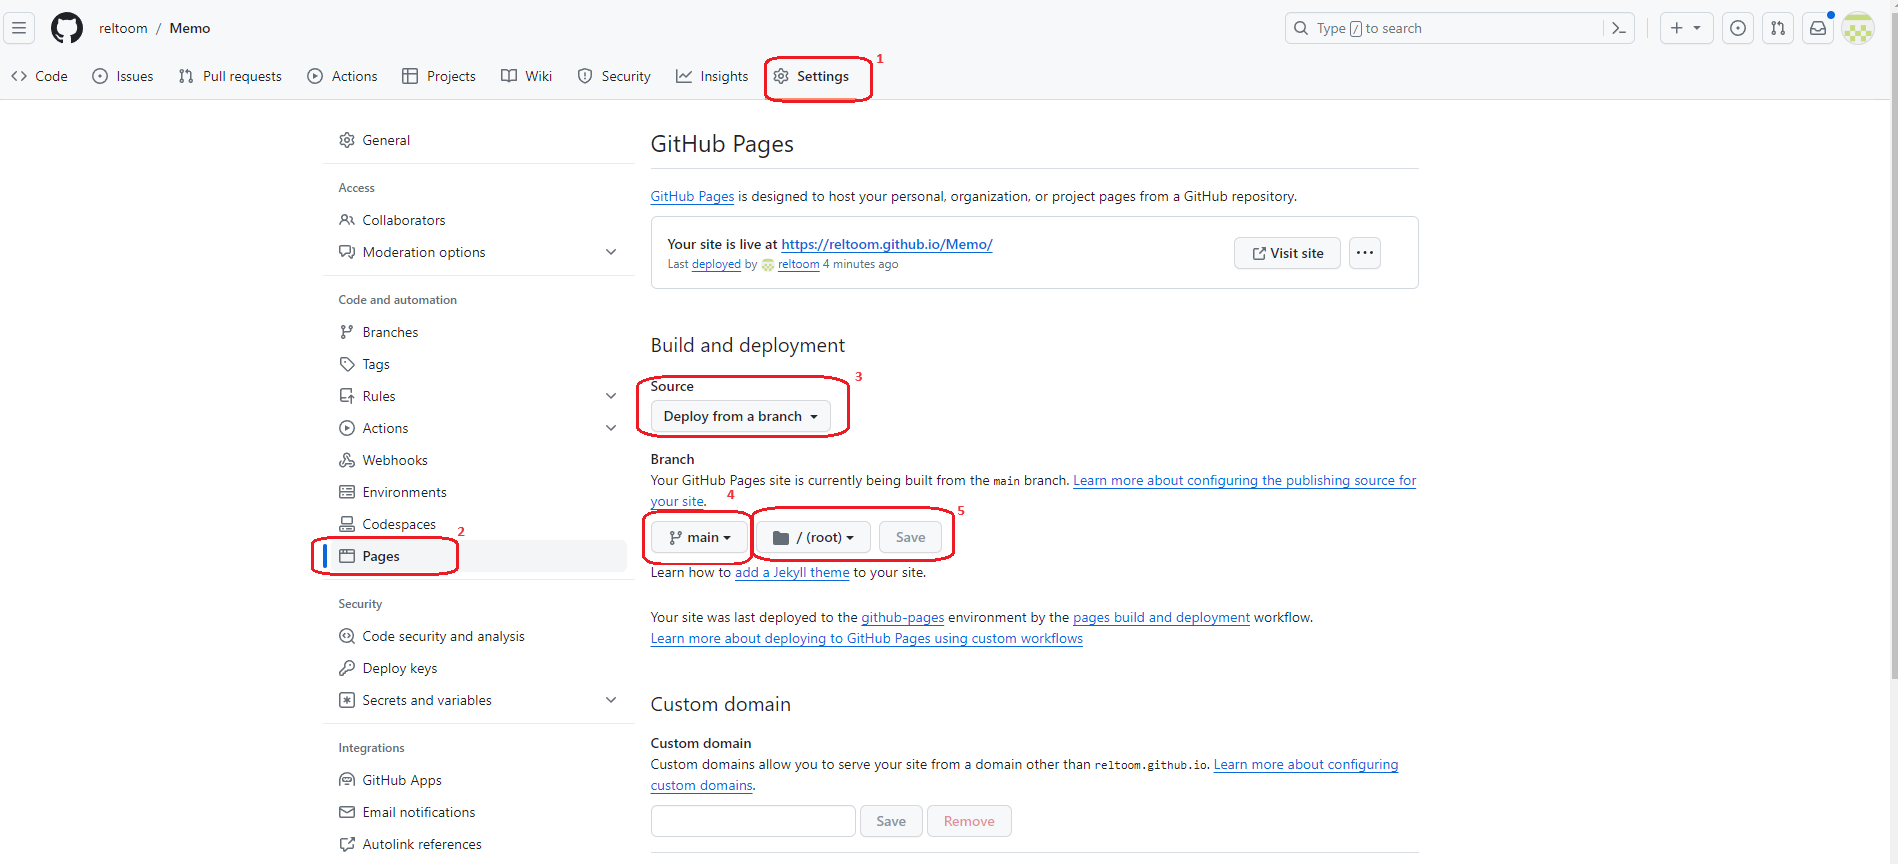 reltoom / Memo
Type / to search
Code Issues Pull requests Actions Projects Wiki Security Insights Settings 1
General
Access
Collaborators
Moderation options
Code and automation
Branches
Tags
Rules
Actions
Webhooks
Environments
Codespaces
2
Pages
Security
Code security and analysis
Deploy keys
Secrets and variables
Integrations
GitHub Apps
Email notifications
Autolink references
GitHub Pages
GitHub Pages is designed to host your personal, organization, or project pages from a GitHub repository.
Your site is live at https://reltoom.github.io/Memo/
Last deployed by reltoom 4 minutes ago
Visit site
Build and deployment
Source
3
Deploy from a branch
Branch
Your GitHub Pages site is currently being built from the main branch. Learn more about configuring the publishing source for
your site.
4
5
main / (root) Save
Learn how to add a Jekyll theme to your site.
Your site was last deployed to the github-pages environment by the pages build and deployment workflow.
Learn more about deploying to GitHub Pages using custom workflows
Custom domain
Custom domain
Custom domains allow you to serve your site from a domain other than reltoom.github.io. Learn more about configuring
custom domains.
Save Remove